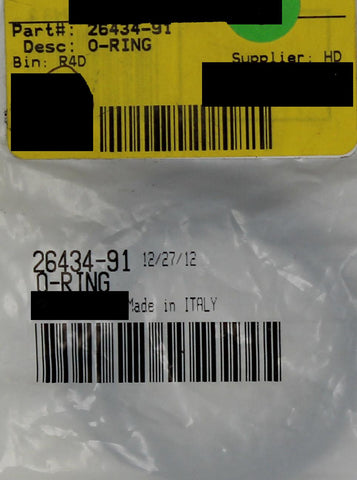 Part#: 26434-91
Desc: O-RING
Bin: R4D
Supplier: HD
26434-91 12/27/12
O-RING
Made in ITALY